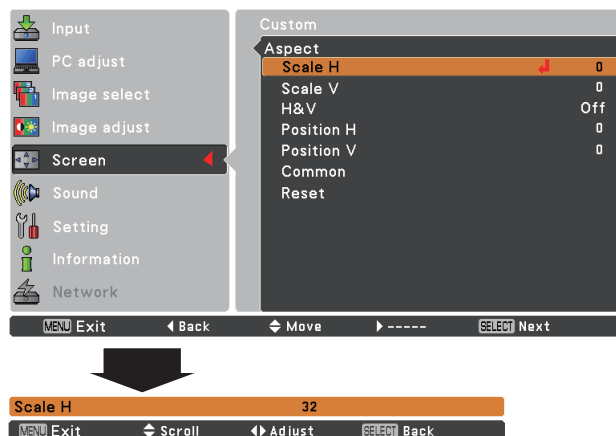 Input
PC adjust
Image select
Image adjust
Screen
Sound
Setting
Information
Network
Custom
Aspect
Scale H 0
Scale V 0
H&V Off
Position H 0
Position V 0
Common
Reset
MENU Exit Back Move ----- SELECT Next
Scale H 32
MENU Exit Scroll Adjust SELECT Back